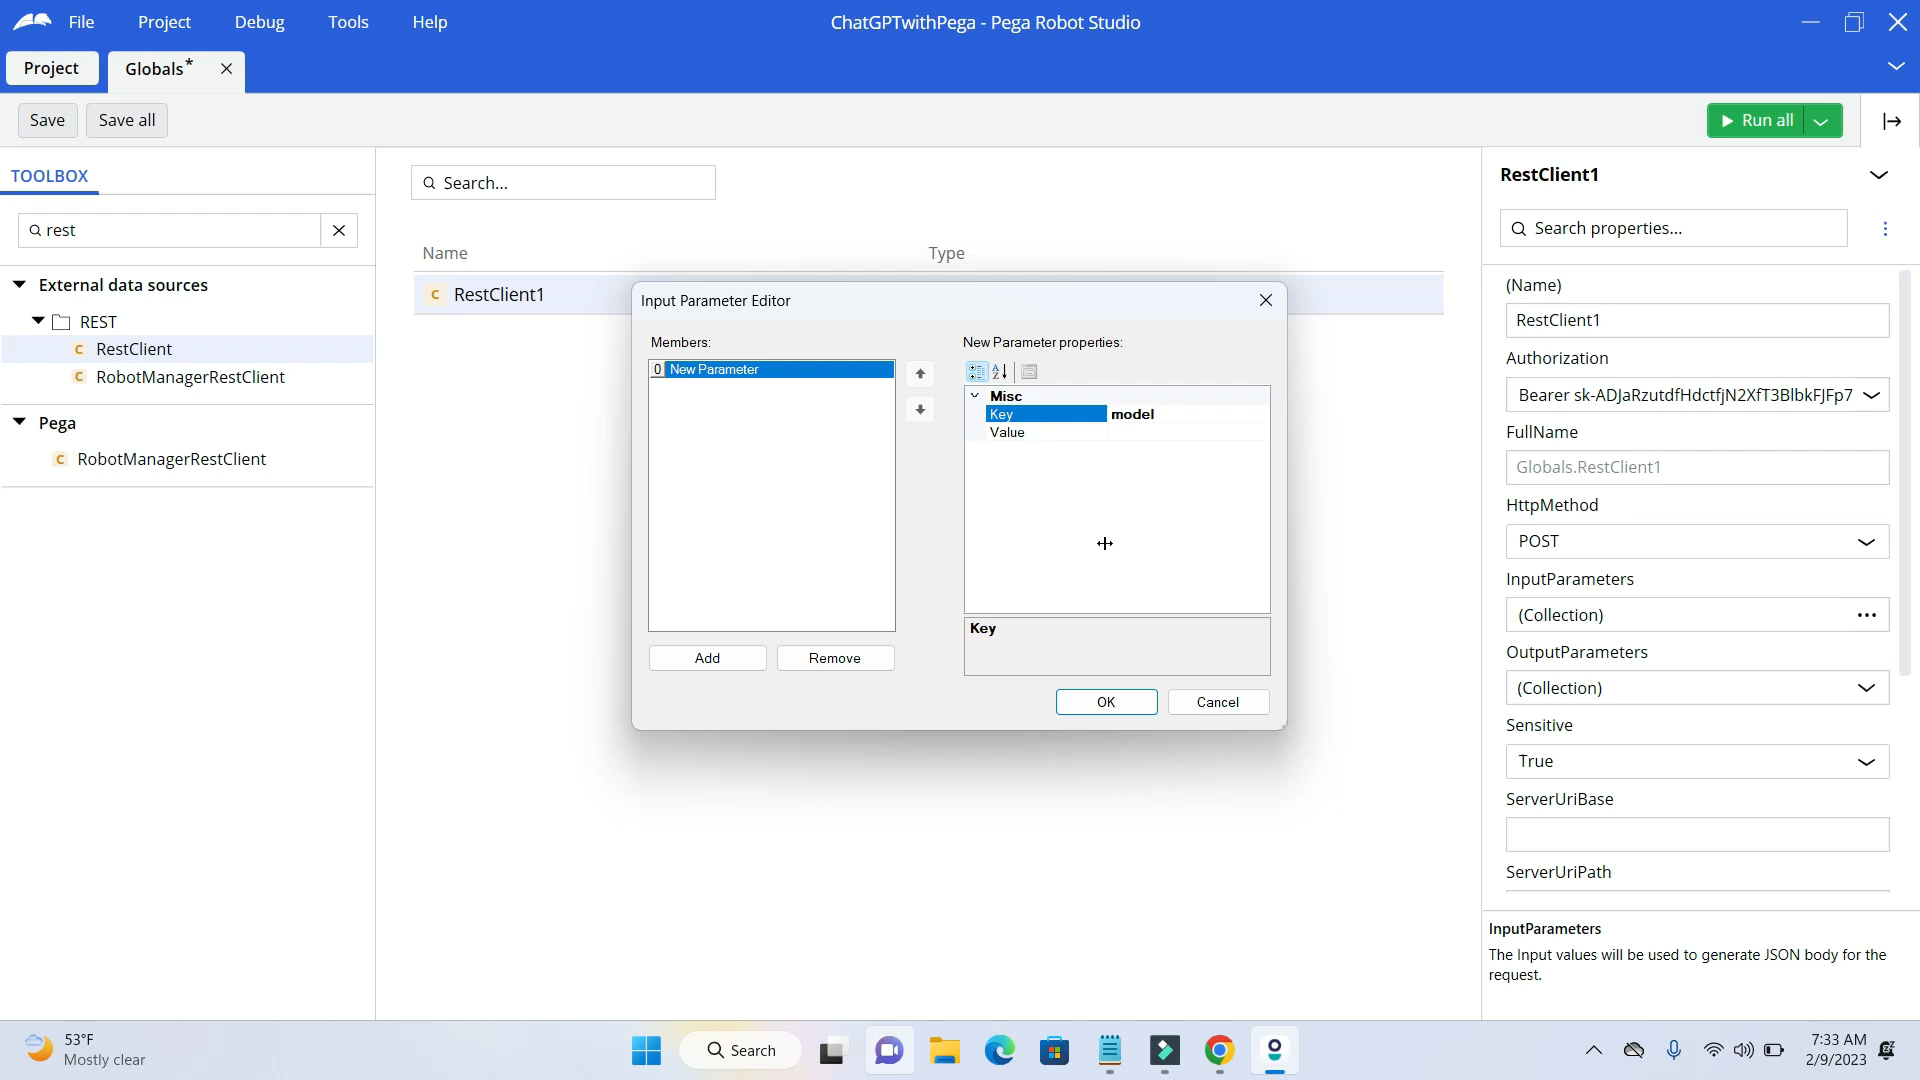 File Project Debug Tools Help ChatGPTwithPega - Pega Robot Studio
Project Globals*
Save Save all Run all
TOOLBOX
rest
External data sources
REST
RestClient
RobotManagerRestClient
Pega
RobotManagerRestClient
Search...
Name Type
RestClient1
Input Parameter Editor
Members:
0 New Parameter
Add Remove
New Parameter properties:
Misc
Key model
Value
Key
OK Cancel
RestClient1
Search properties...
(Name)
RestClient1
Authorization
Bearer sk-ADJaRzutdfHdctfjN2XfT3BlbkFJFp7
FullName
Globals.RestClient1
HttpMethod
POST
InputParameters
(Collection)
OutputParameters
(Collection)
Sensitive
True
ServerUriBase
ServerUriPath
InputParameters
The Input values will be used to generate JSON body for the
request.
53°F
Mostly clear
Search
7:33 AM
2/9/2023